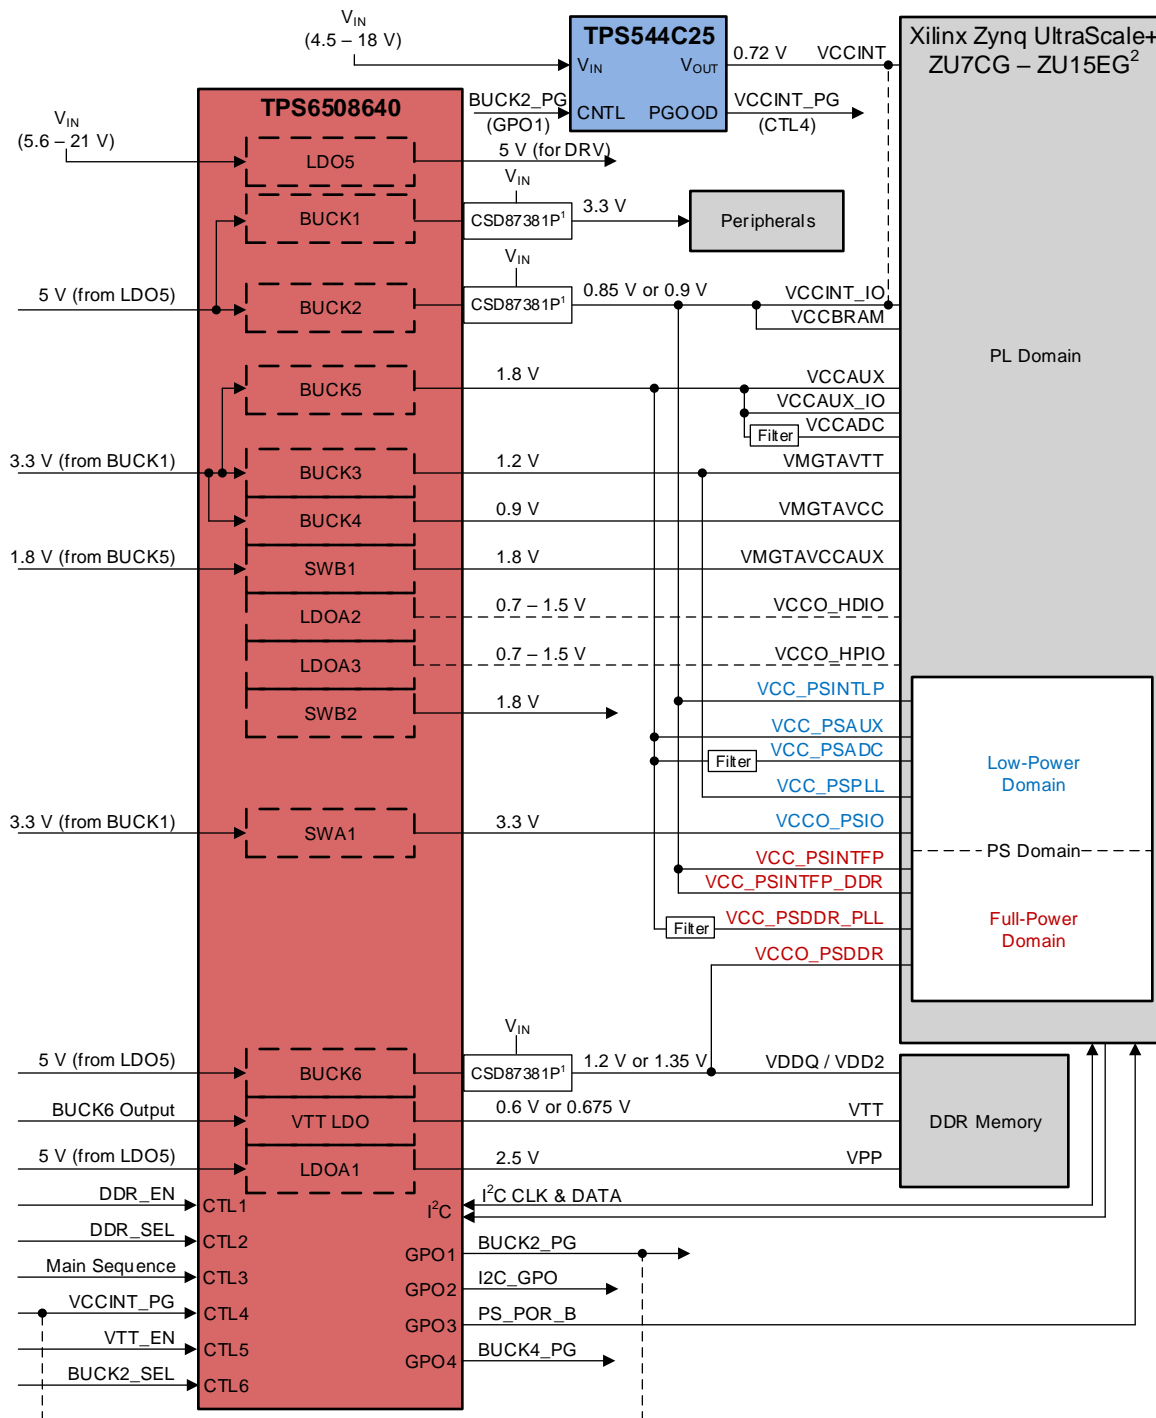 V_IN
(4.5 – 18 V)
TPS544C25
V_IN
V_OUT
CNTL
PGOOD
0.72 V
VCCINT
BUCK2_PG
(GPO1)
VCCINT_PG
(CTL4)
Xilinx Zynq UltraScale+
ZU7CG – ZU15EG²
TPS6508640
V_IN
(5.6 – 21 V)
LDO5
5 V (for DRV)
V_IN
BUCK1
CSD87381P¹
3.3 V
Peripherals
V_IN
5 V (from LDO5)
BUCK2
CSD87381P¹
0.85 V or 0.9 V
VCCINT_IO
VCCBRAM
PL Domain
BUCK5
1.8 V
VCCAUX
VCCAUX_IO
Filter
VCCADC
3.3 V (from BUCK1)
BUCK3
1.2 V
VMGTAVTT
BUCK4
0.9 V
VMGTAVCC
1.8 V (from BUCK5)
SWB1
1.8 V
VMGTAVCCAUX
LDOA2
0.7 – 1.5 V
VCCO_HDIO
LDOA3
0.7 – 1.5 V
VCCO_HPIO
SWB2
1.8 V
VCC_PSINTLP
VCC_PSAUX
Filter
VCC_PSADC
VCC_PSPLL
Low-Power
Domain
3.3 V (from BUCK1)
SWA1
3.3 V
VCCO_PSIO
PS Domain
VCC_PSINTFP
VCC_PSINTFP_DDR
Filter
VCC_PSDDR_PLL
VCCO_PSDDR
Full-Power
Domain
V_IN
5 V (from LDO5)
BUCK6
CSD87381P¹
1.2 V or 1.35 V
VDDQ / VDD2
BUCK6 Output
VTT LDO
0.6 V or 0.675 V
VTT
DDR Memory
5 V (from LDO5)
LDOA1
2.5 V
VPP
DDR_EN
CTL1
I²C
I²C CLK & DATA
DDR_SEL
CTL2
GPO1
BUCK2_PG
Main Sequence
CTL3
GPO2
I2C_GPO
VCCINT_PG
CTL4
GPO3
PS_POR_B
VTT_EN
CTL5
GPO4
BUCK4_PG
BUCK2_SEL
CTL6